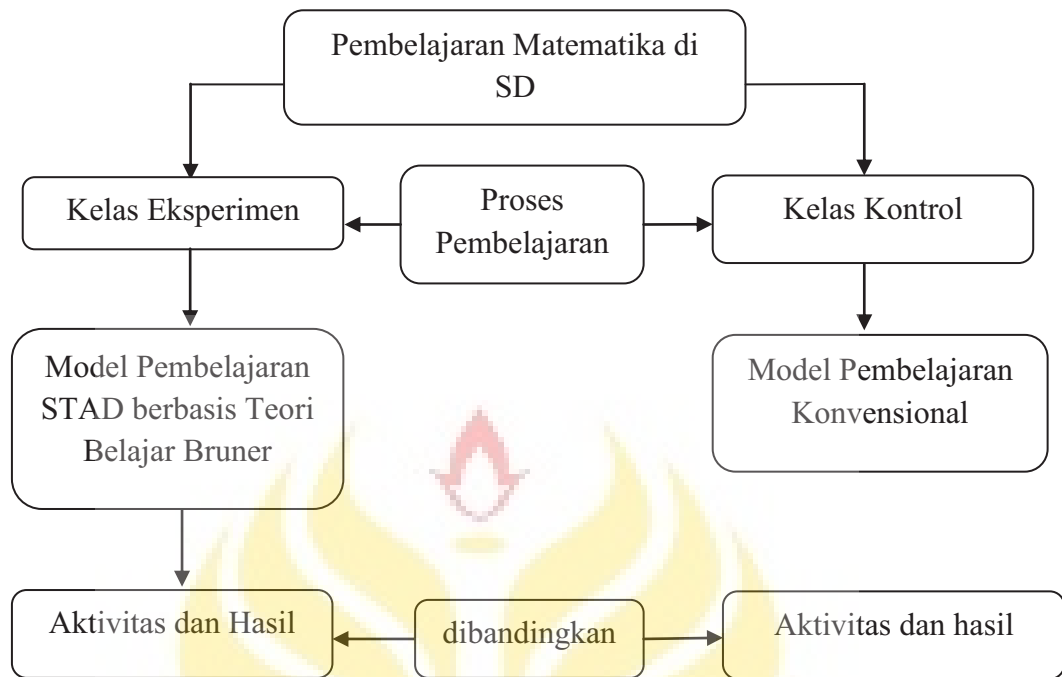 Pembelajaran Matematika di
SD
Kelas Eksperimen
Proses
Pembelajaran
Kelas Kontrol
Model Pembelajaran
STAD berbasis Teori
Belajar Bruner
Model Pembelajaran
Konvensional
Aktivitas dan Hasil
dibandingkan
Aktivitas dan hasil